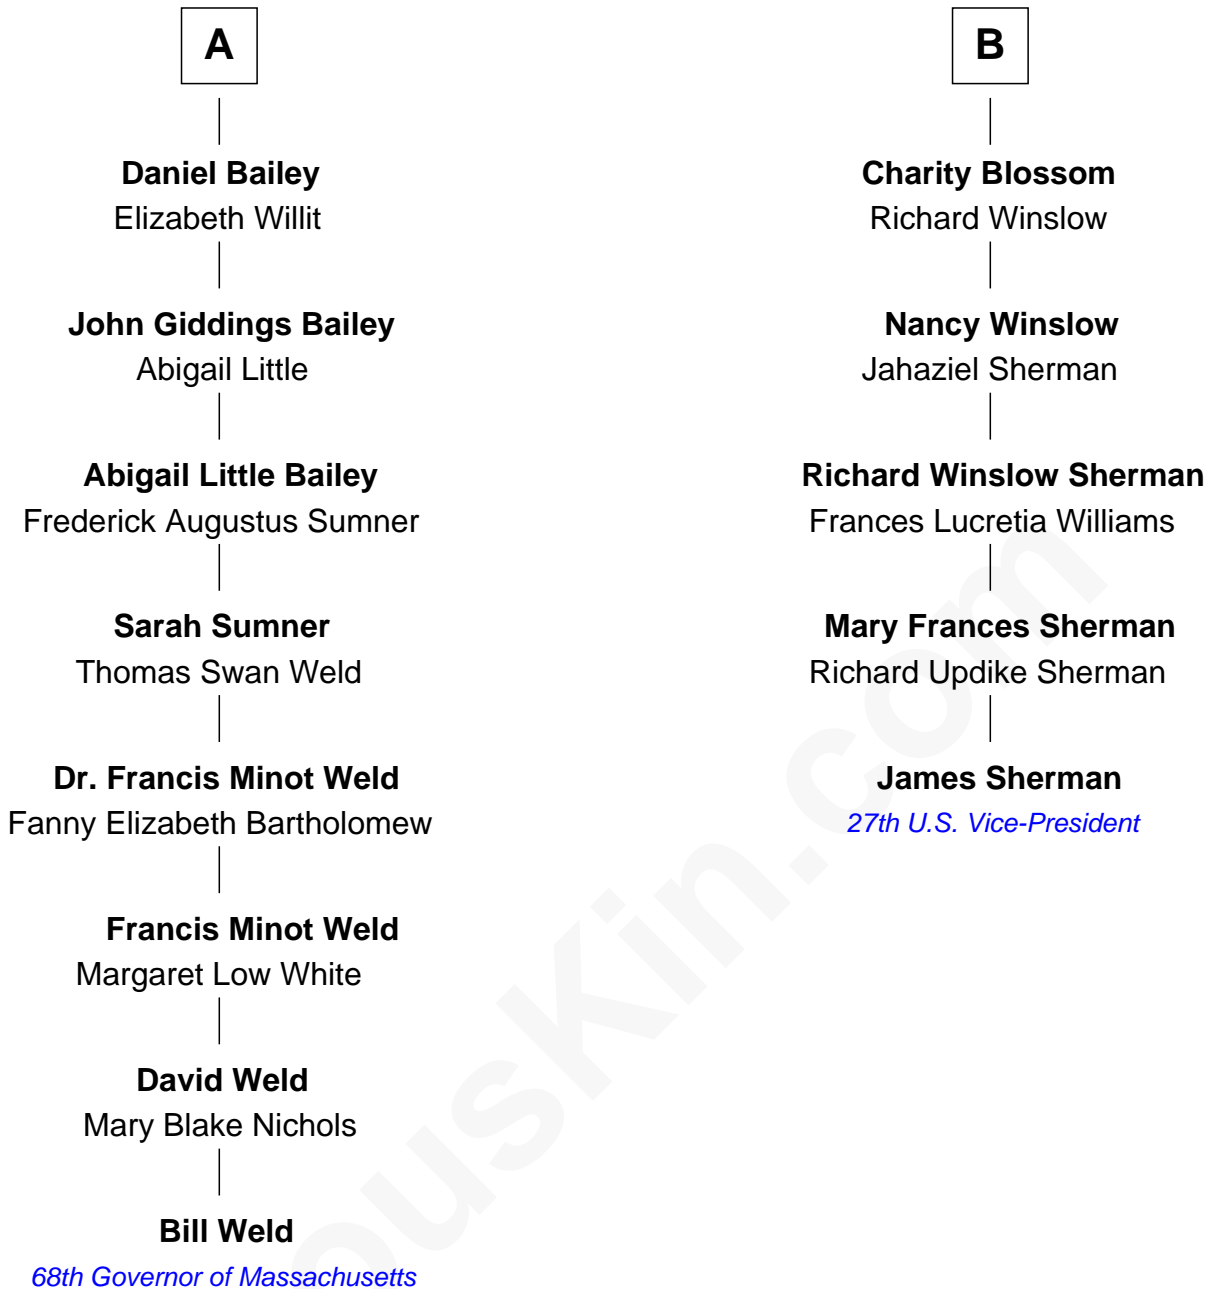 A
Daniel Bailey
Elizabeth Willit
John Giddings Bailey
Abigail Little
Abigail Little Bailey
Frederick Augustus Sumner
Sarah Sumner
Thomas Swan Weld
Dr. Francis Minot Weld
Fanny Elizabeth Bartholomew
Francis Minot Weld
Margaret Low White
David Weld
Mary Blake Nichols
Bill Weld
68th Governor of Massachusetts
B
Charity Blossom
Richard Winslow
Nancy Winslow
Jahaziel Sherman
Richard Winslow Sherman
Frances Lucretia Williams
Mary Frances Sherman
Richard Updike Sherman
James Sherman
27th U.S. Vice-President
ousKin.com